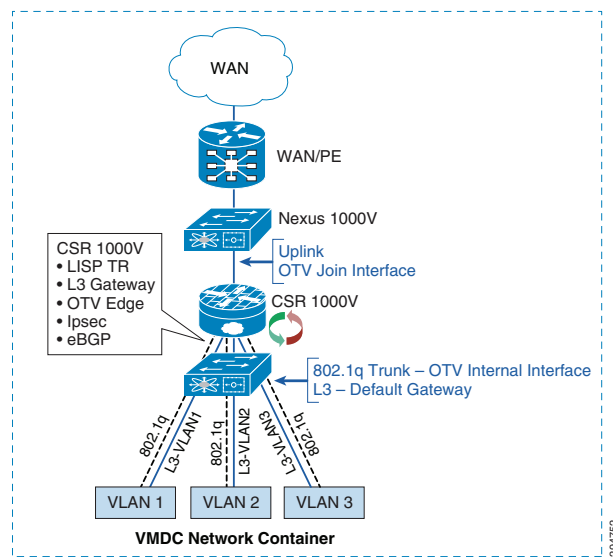 WAN
WAN/PE
Nexus 1000V
Uplink
OTV Join Interface
CSR 1000V
• LISP TR
• L3 Gateway
• OTV Edge
• Ipsec
• eBGP
CSR 1000V
802.1q Trunk – OTV Internal Interface
L3 – Default Gateway
802.1q
L3-VLAN1
802.1q
L3-VLAN2
L3-VLAN3
802.1q
VLAN 1
VLAN 2
VLAN 3
VMDC Network Container